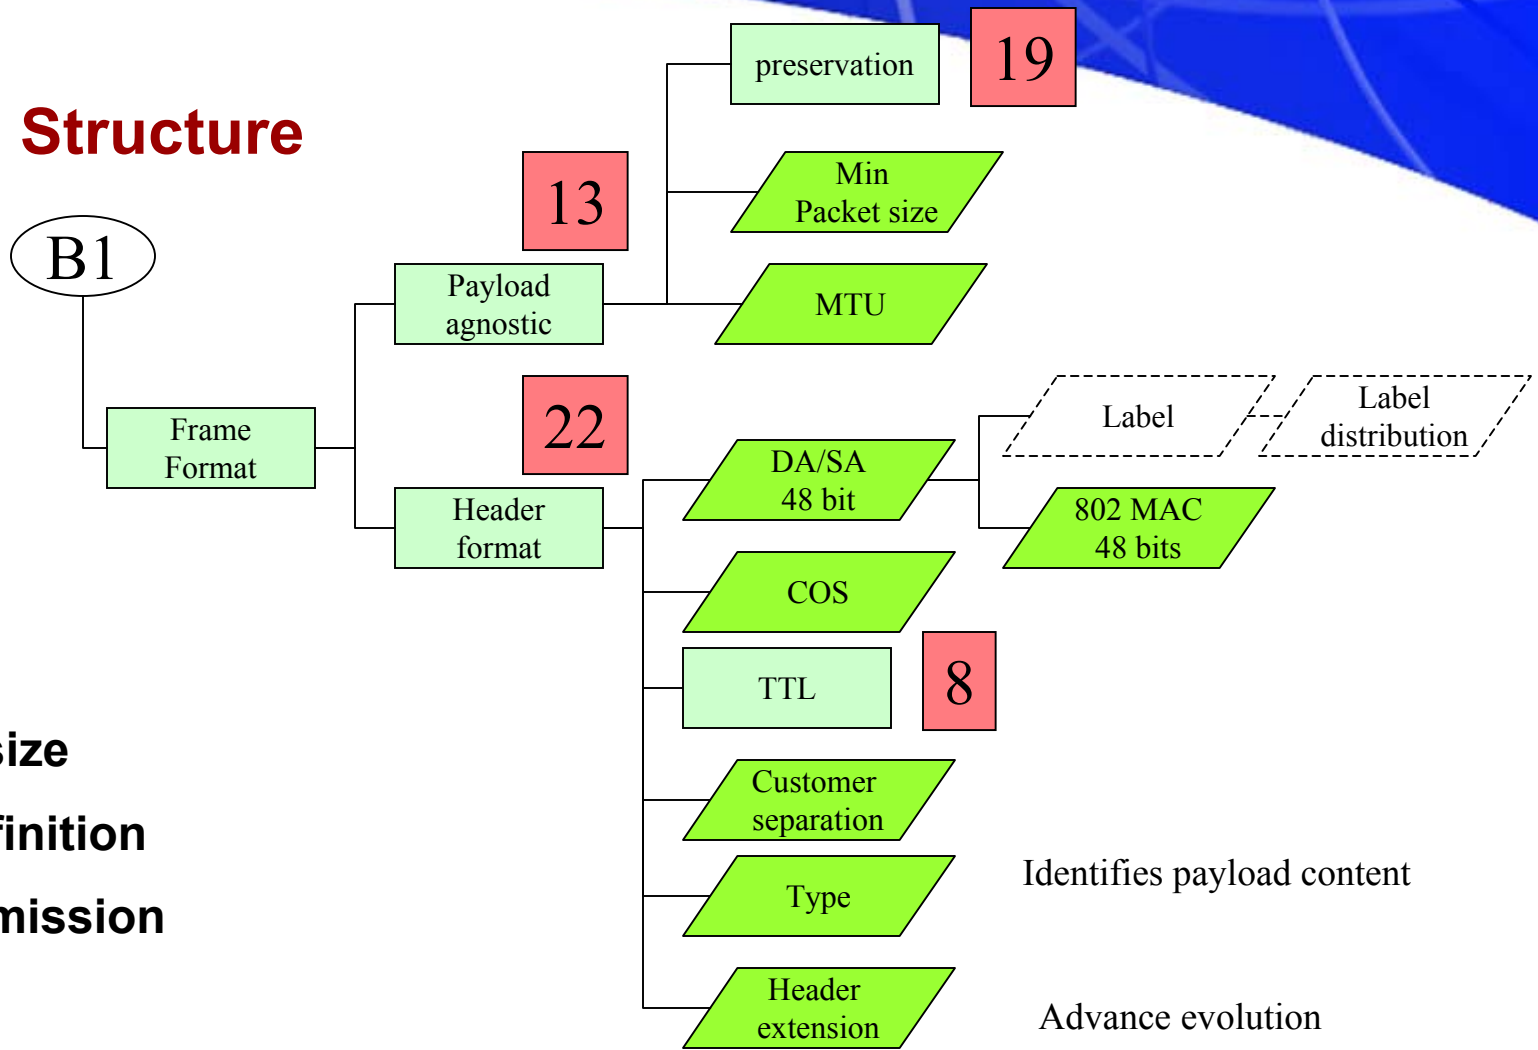 Structure
preservation
19
13
Min
Packet size
B1
Payload
agnostic
MTU
22
Frame
Format
Header
format
DA/SA
48 bit
Label
Label
distribution
802 MAC
48 bits
COS
TTL
8
size
finition
mission
Customer
separation
Type
Identifies payload content
Header
extension
Advance evolution